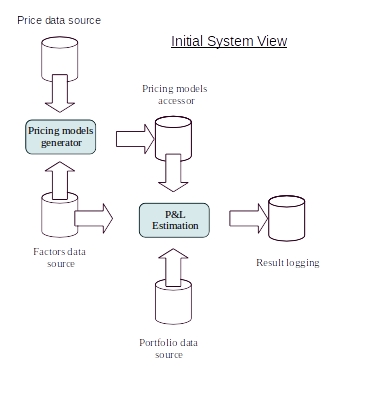 Price data source
Initial System View
Pricing models
accessor
Pricing models
generator
P&L
Estimation
Factors data
source
Result logging
Portfolio data
source